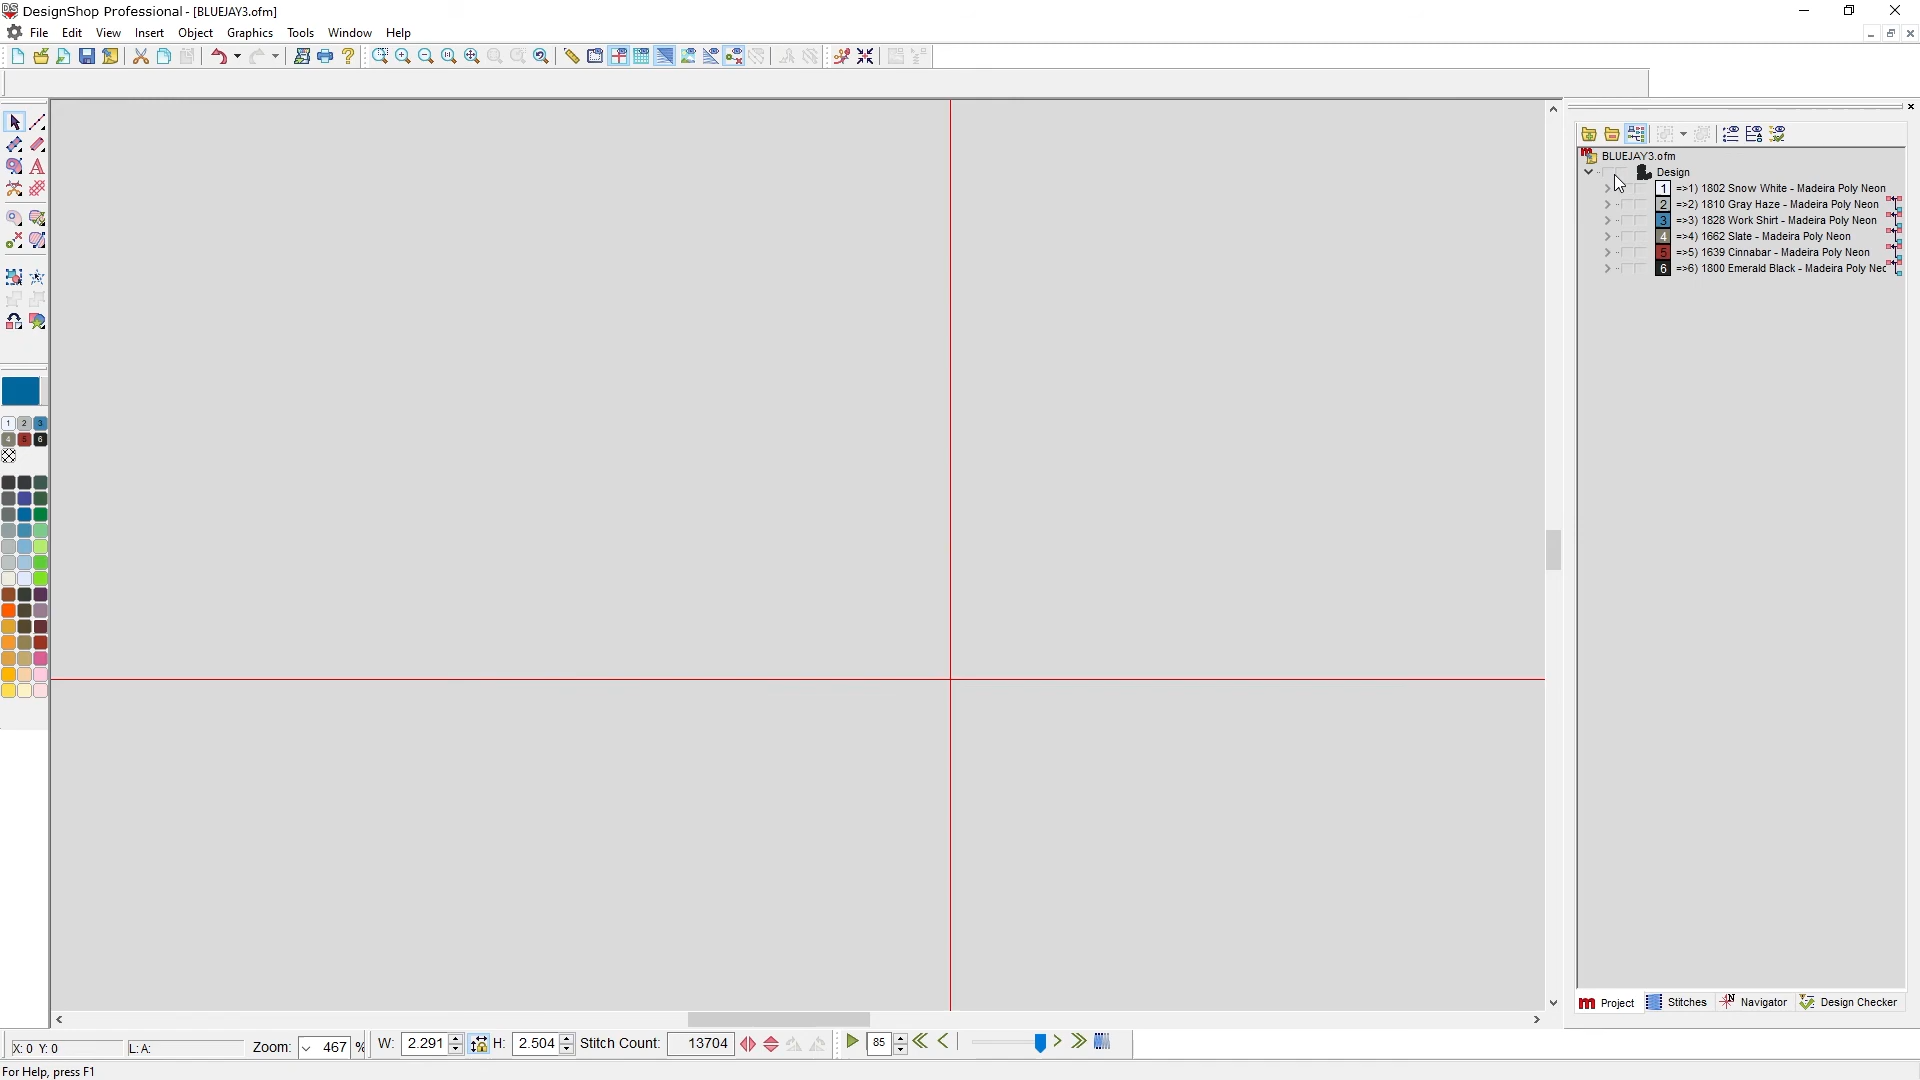 DesignShop Professional - [BLUEJAY3.ofm]
File Edit View Insert Object Graphics Tools Window Help
BLUEJAY3.ofm
Design
1 =>1) 1802 Snow White - Madeira Poly Neon
2 =>2) 1810 Gray Haze - Madeira Poly Neon
3 =>3) 1828 Work Shirt - Madeira Poly Neon
4 =>4) 1662 Slate - Madeira Poly Neon
5 =>5) 1639 Cinnabar - Madeira Poly Neon
6 =>6) 1800 Emerald Black - Madeira Poly Nec
1 2 3
4 5 6
Project Stitches Navigator Design Checker
X: 0 Y: 0 L: A: Zoom: 467 % W: 2.291 H: 2.504 Stitch Count: 13704 85
For Help, press F1